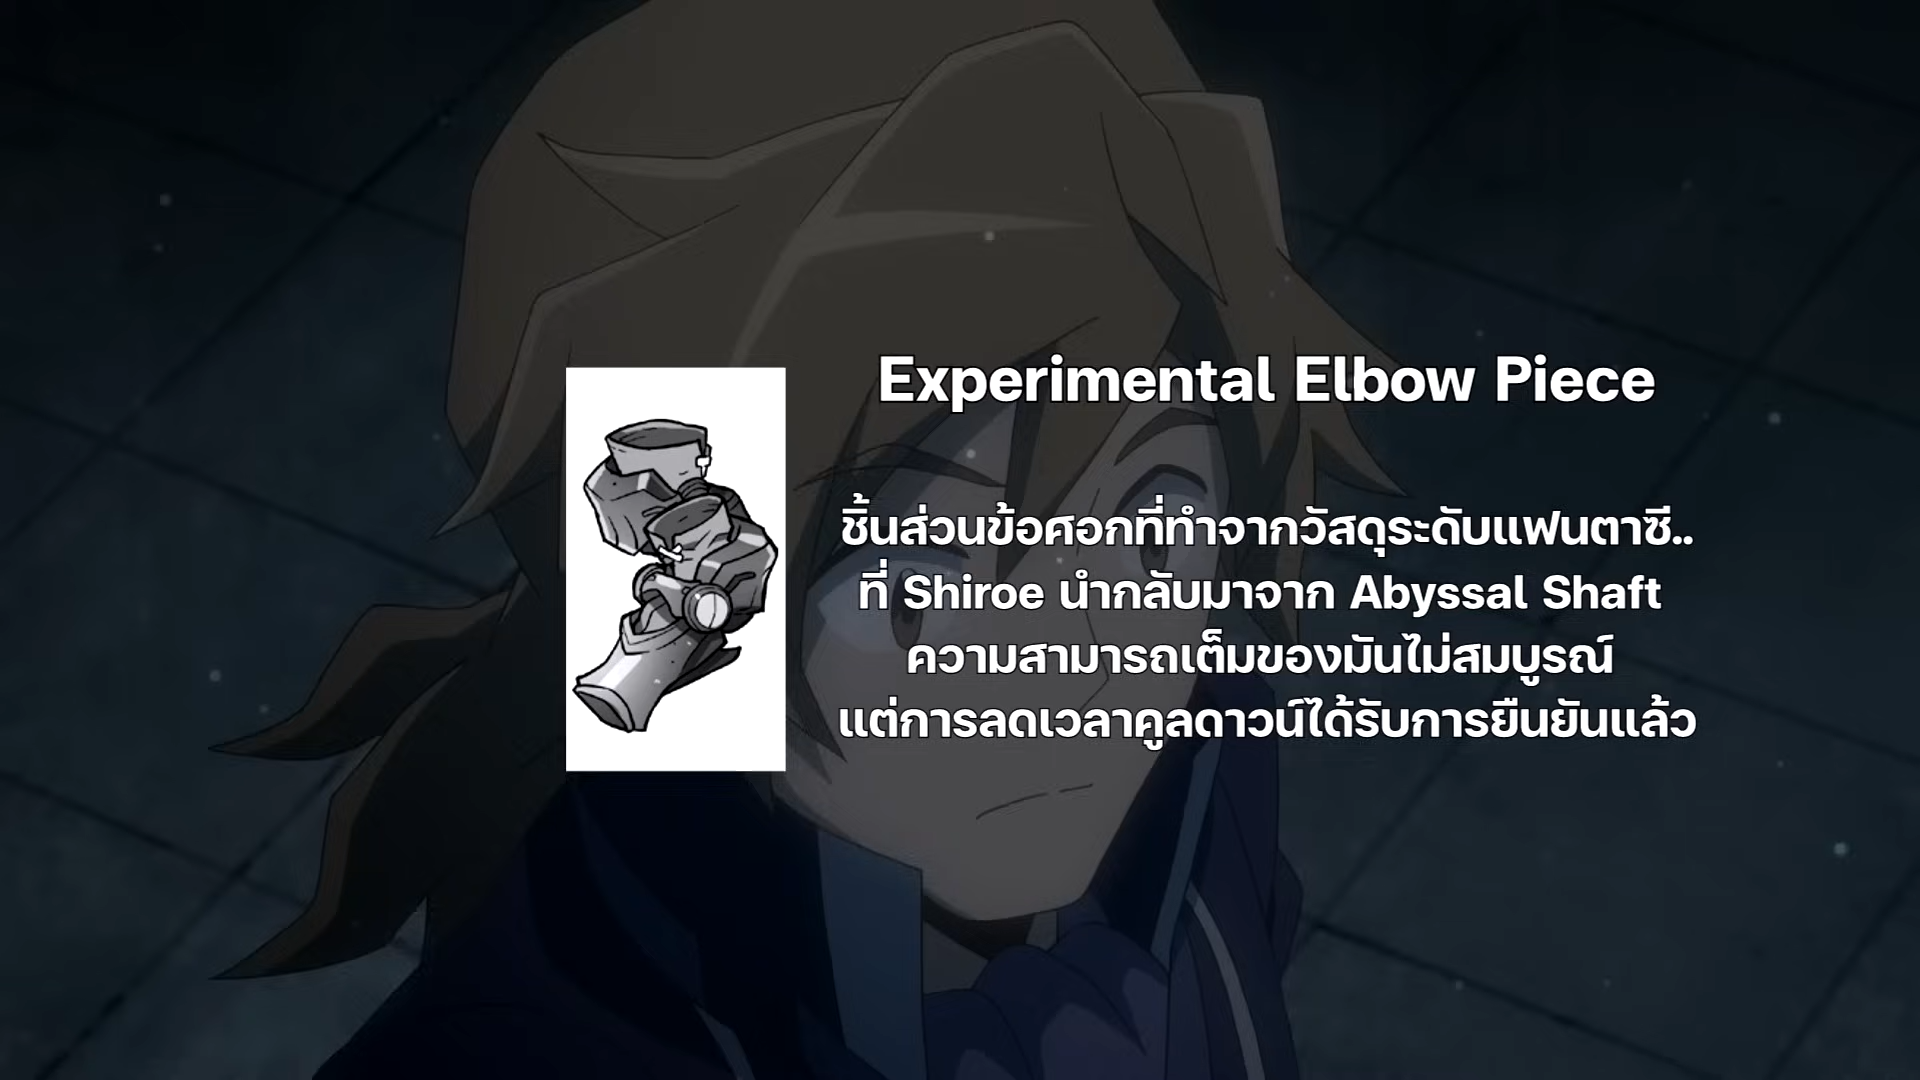 Experimental Elbow Piece
ชิ้นส่วนข้อศอกที่ทำจากวัสดุระดับแฟนตาซี..
ที่ Shiroe นำกลับมาจาก Abyssal Shaft
ความสามารถเต็มของมันไม่สมบูรณ์
แต่การลดเวลาคูลดาวน์ได้รับการยืนยันแล้ว